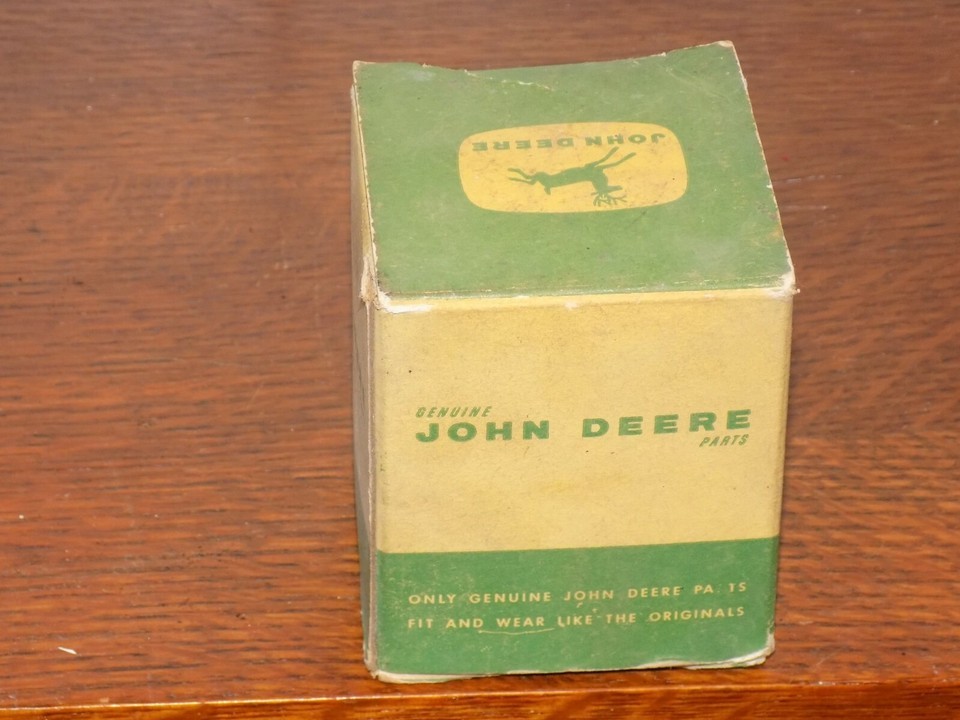 JOHN DEERE
GENUINE
JOHN DEERE
PARTS
ONLY GENUINE JOHN DEERE PA TS
FIT AND WEAR LIKE THE ORIGINALS